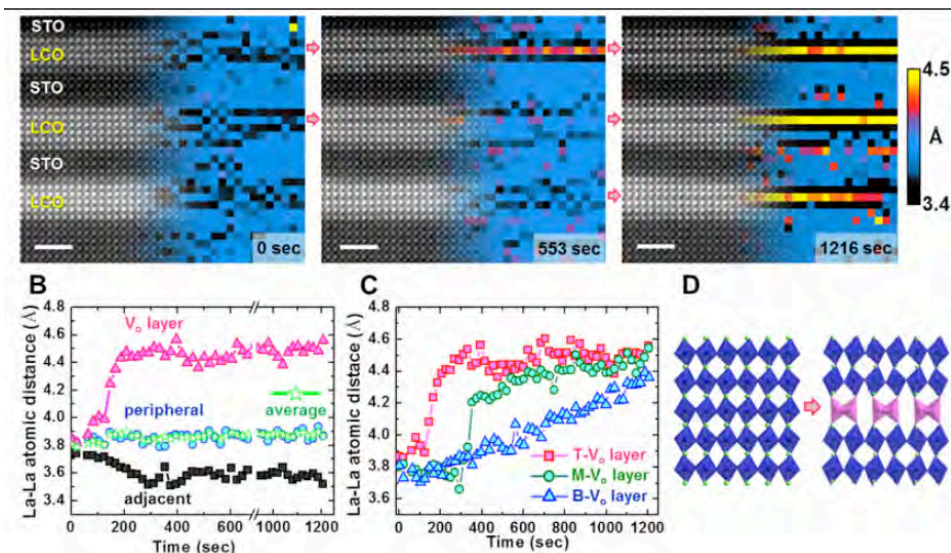 STO
LCO
STO
LCO
STO
LCO
0 sec
553 sec
1216 sec
4.5
Å
3.4
B
4.8
4.6
4.4
4.2
4.0
3.8
3.6
3.4
La-La atomic distance (Å)
Vₒ layer
peripheral
average
adjacent
0 200 400 600 1000 1200
Time (sec)
C
4.8
4.6
4.4
4.2
4.0
3.8
3.6
La-La atomic distance (Å)
T-Vₒ layer
M-Vₒ layer
B-Vₒ layer
0 200 400 600 1000 1200
Time (sec)
D